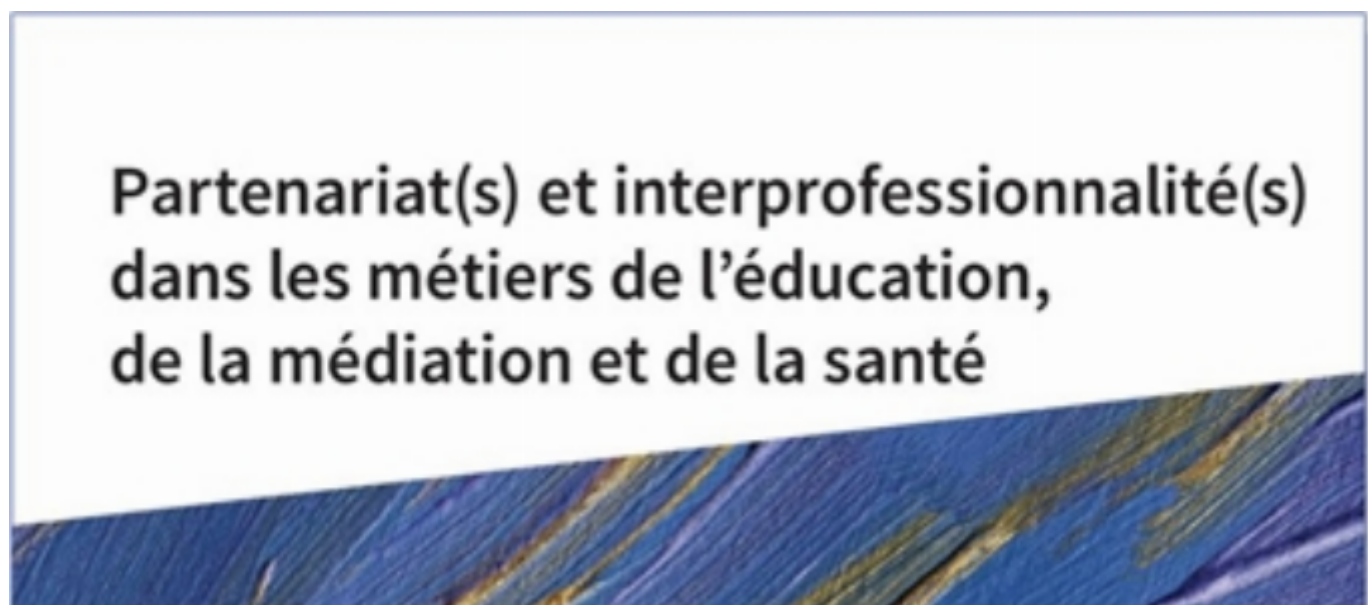 Partenariat(s) et interprofessionnalité(s)
dans les métiers de l’éducation,
de la médiation et de la santé